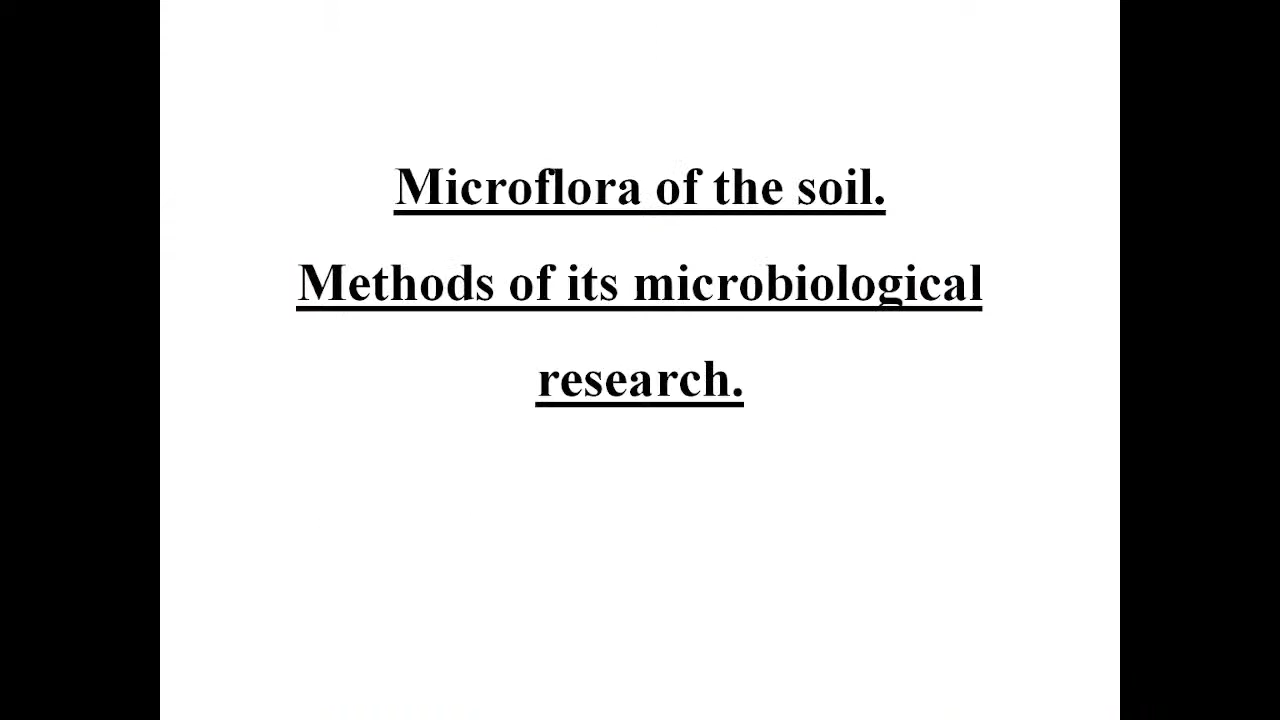 Microflora of the soil.
Methods of its microbiological
research.